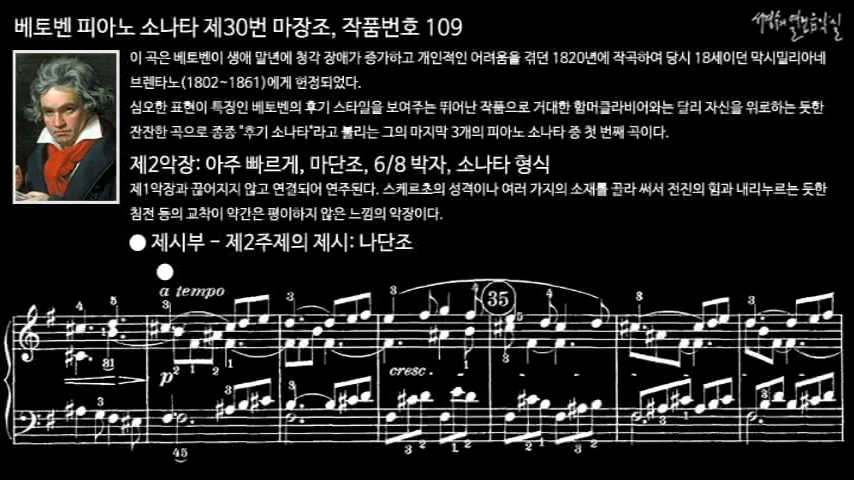 베토벤 피아노 소나타 제30번 마장조, 작품번호 109
이 곡은 베토벤이 생애 말년에 청각 장애가 증가하고 개인적인 어려움을 겪던 1820년에 작곡하여 당시 18세이던 막시밀리아네
브렌타노(1802~1861)에게 헌정되었다.
심오한 표현이 특징인 베토벤의 후기 스타일을 보여주는 뛰어난 작품으로 거대한 함머클라비어와는 달리 자신을 위로하는 듯한
잔잔한 곡으로 종종 "후기 소나타"라고 불리는 그의 마지막 3개의 피아노 소나타 중 첫 번째 곡이다.
제2악장: 아주 빠르게, 마단조, 6/8 박자, 소나타 형식
제1악장과 끊어지지 않고 연결되어 연주된다. 스케르초의 성격이나 여러 가지의 소재를 골라 써서 전진의 힘과 내리누르는 듯한
침전 등의 교착이 약간은 평이하지 않은 느낌의 악장이다.
● 제시부 - 제2주제의 제시: 나단조
a tempo
35
p
cresc.